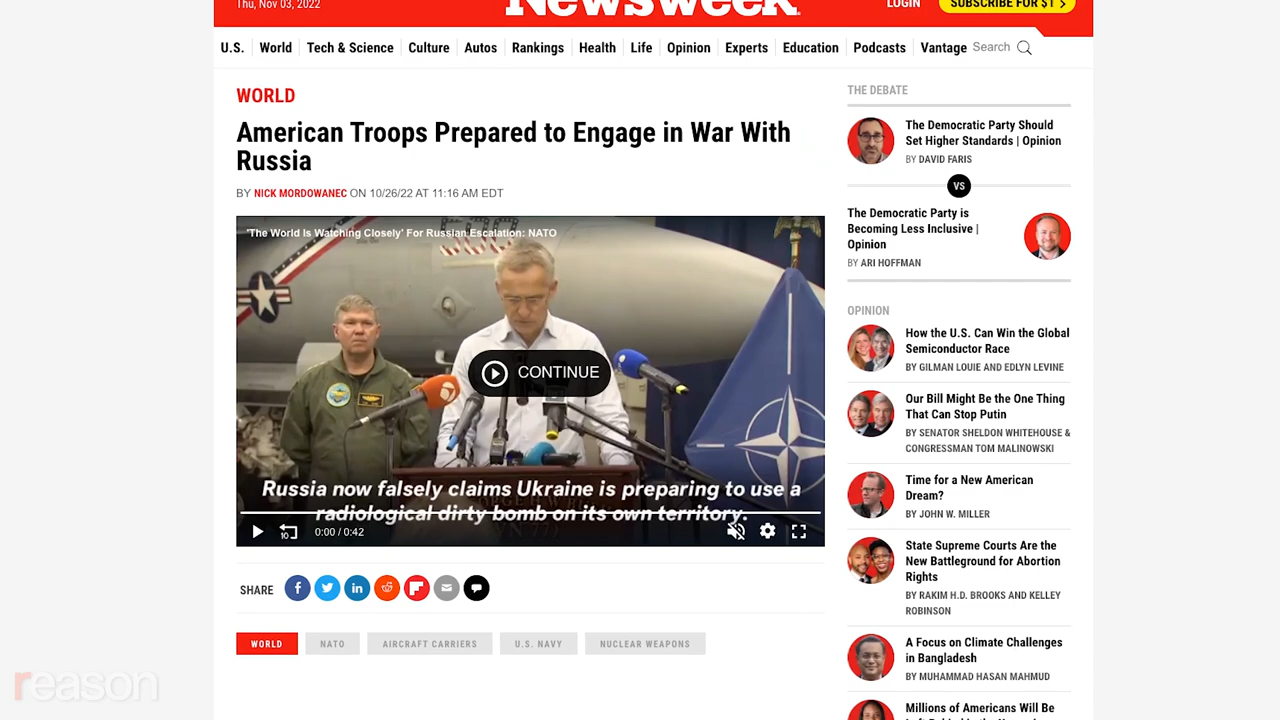 Thu, Nov 03, 2022
Newsweek
LOGIN
SUBSCRIBE FOR $1 >
U.S.
World
Tech & Science
Culture
Autos
Rankings
Health
Life
Opinion
Experts
Education
Podcasts
Vantage
Search
WORLD
American Troops Prepared to Engage in War With
Russia
BY NICK MORDOWANEC ON 10/26/22 AT 11:16 AM EDT
'The World Is Watching Closely' For Russian Escalation: NATO
CONTINUE
Russia now falsely claims Ukraine is preparing to use a
radiological dirty bomb on its own territory.
10
0:00 / 0:42
SHARE
WORLD
NATO
AIRCRAFT CARRIERS
U.S. NAVY
NUCLEAR WEAPONS
THE DEBATE
The Democratic Party Should
Set Higher Standards | Opinion
BY DAVID FARIS
VS
The Democratic Party is
Becoming Less Inclusive |
Opinion
BY ARI HOFFMAN
OPINION
How the U.S. Can Win the Global
Semiconductor Race
BY GILMAN LOUIE AND EDLYN LEVINE
Our Bill Might Be the One Thing
That Can Stop Putin
BY SENATOR SHELDON WHITEHOUSE &
CONGRESSMAN TOM MALINOWSKI
Time for a New American
Dream?
BY JOHN W. MILLER
State Supreme Courts Are the
New Battleground for Abortion
Rights
BY RAKIM H.D. BROOKS AND KELLEY
ROBINSON
A Focus on Climate Challenges
in Bangladesh
BY MUHAMMAD HASAN MAHMUD
Millions of Americans Will Be
reason